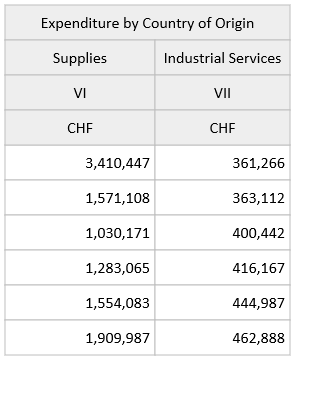 Expenditure by Country of Origin
Supplies Industrial Services
VI VII
CHF CHF
3,410,447 361,266
1,571,108 363,112
1,030,171 400,442
1,283,065 416,167
1,554,083 444,987
1,909,987 462,888